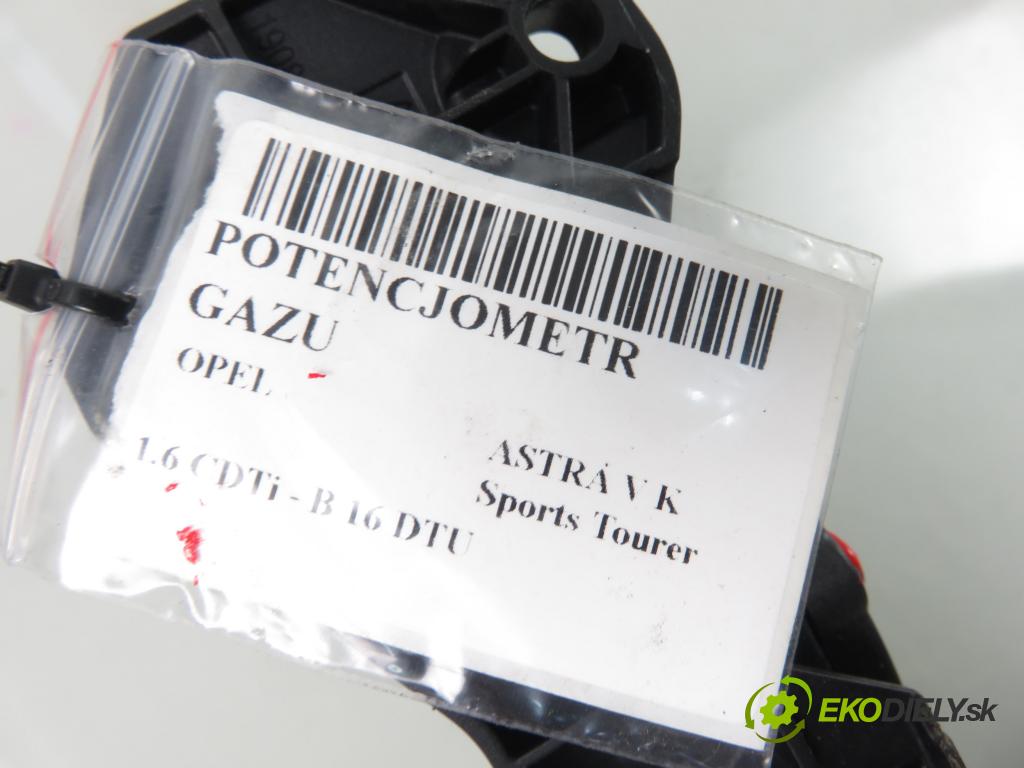 POTENCJOMETR
GAZU
OPEL
ASTRA V K
1.6 CDTi - B 16 DTU
Sports Tourer
EKODIELY.sk